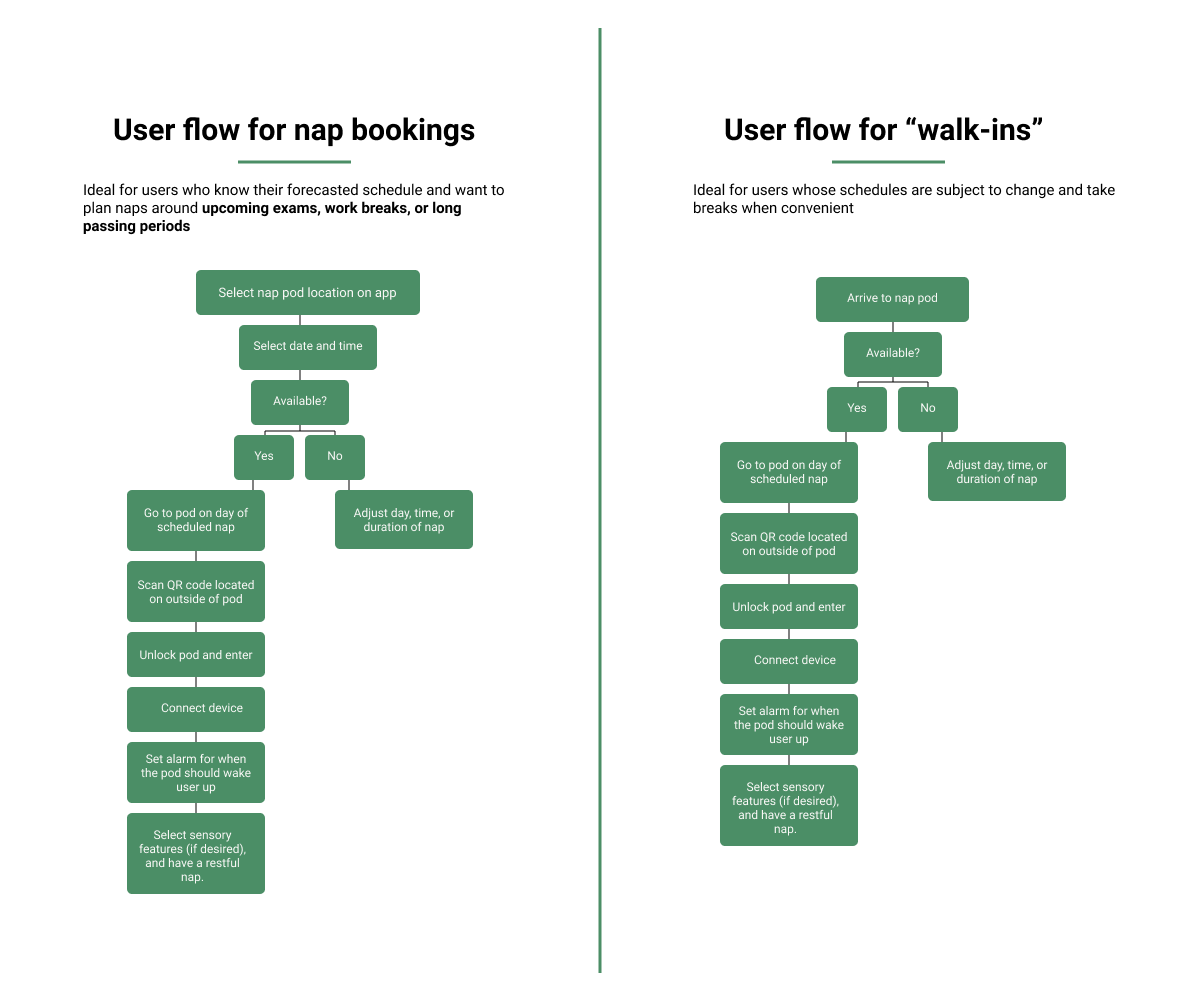 User flow for nap bookings
Ideal for users who know their forecasted schedule and want to
plan naps around upcoming exams, work breaks, or long
passing periods
Select nap pod location on app
Select date and time
Available?
Yes
No
Go to pod on day of
scheduled nap
Adjust day, time, or
duration of nap
Scan QR code located
on outside of pod
Unlock pod and enter
Connect device
Set alarm for when
the pod should wake
user up
Select sensory
features (if desired),
and have a restful
nap.
User flow for “walk-ins”
Ideal for users whose schedules are subject to change and take
breaks when convenient
Arrive to nap pod
Available?
Yes
No
Go to pod on day of
scheduled nap
Adjust day, time, or
duration of nap
Scan QR code located
on outside of pod
Unlock pod and enter
Connect device
Set alarm for when
the pod should wake
user up
Select sensory
features (if desired),
and have a restful
nap.